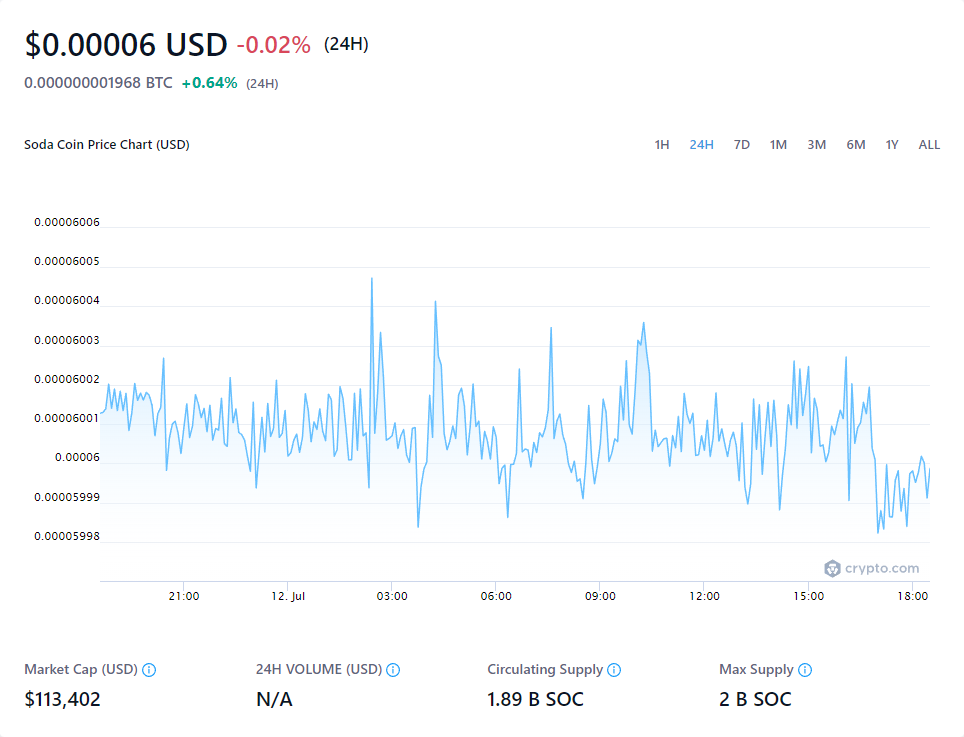 $0.00006 USD -0.02% (24H)
0.000000001968 BTC +0.64% (24H)
Soda Coin Price Chart (USD) 1H 24H 7D 1M 3M 6M 1Y ALL
0.00006006
0.00006005
0.00006004
0.00006003
0.00006002
0.00006001
0.00006
0.00005999
0.00005998
crypto.com
21:00 12. Jul 03:00 06:00 09:00 12:00 15:00 18:00
Market Cap (USD) 24H VOLUME (USD) Circulating Supply Max Supply
$113,402 N/A 1.89 B SOC 2 B SOC